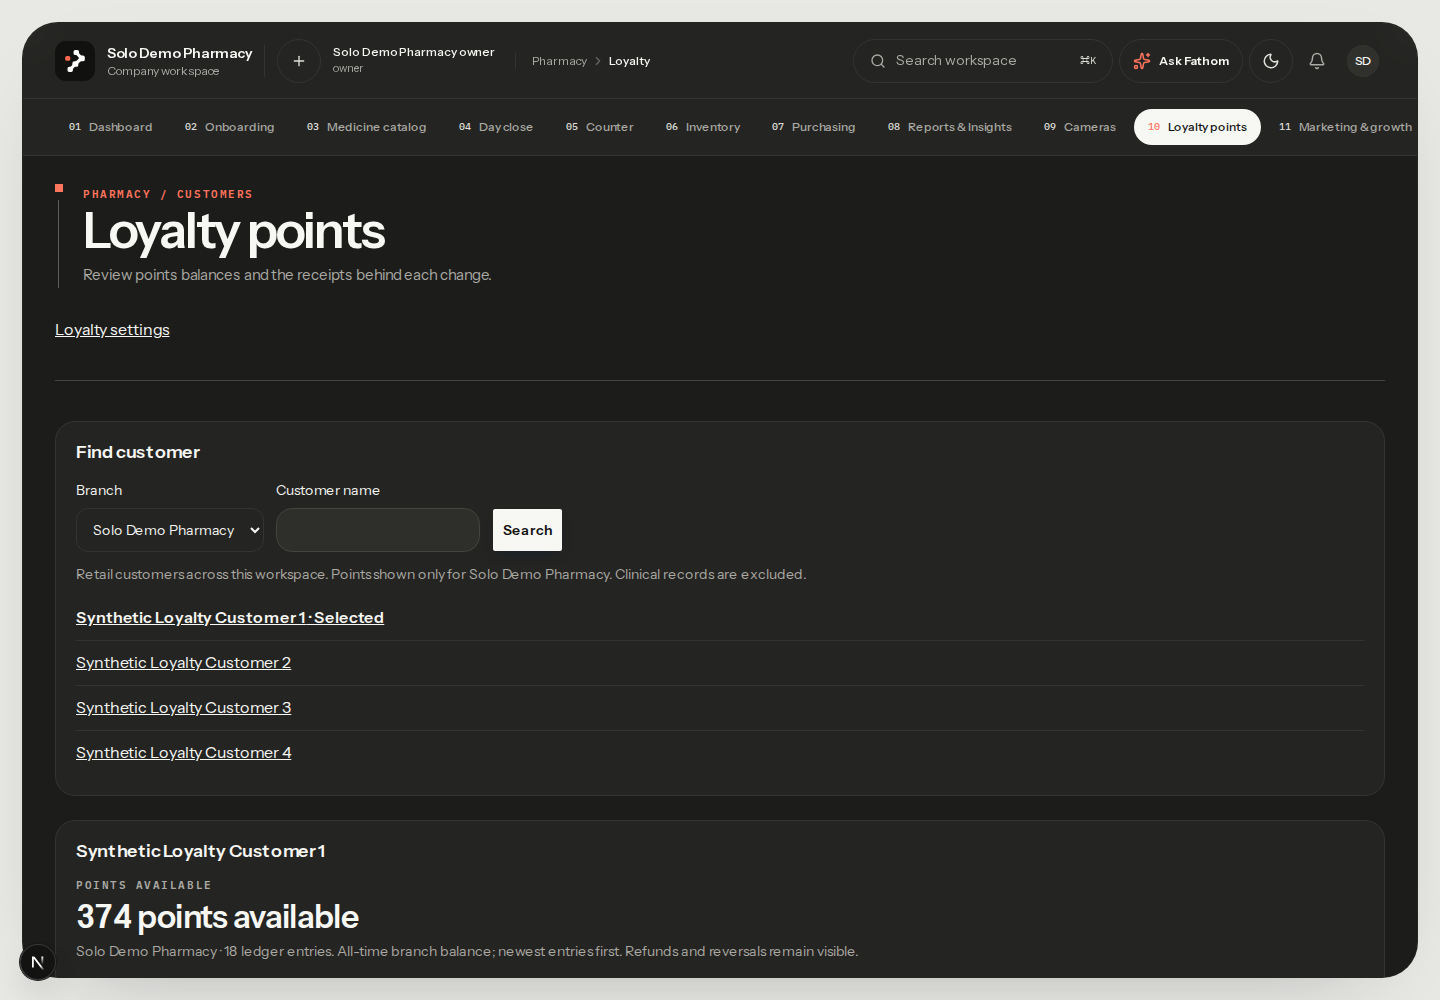 Solo Demo Pharmacy
Company workspace
Solo Demo Pharmacy owner
owner
Pharmacy > Loyalty
Search workspace ⌘K
Ask Fathom
SD
01 Dashboard
02 Onboarding
03 Medicine catalog
04 Day close
05 Counter
06 Inventory
07 Purchasing
08 Reports & Insights
09 Cameras
10 Loyalty points
11 Marketing & growth
PHARMACY / CUSTOMERS
Loyalty points
Review points balances and the receipts behind each change.
Loyalty settings
Find customer
Branch
Customer name
Solo Demo Pharmacy
Search
Retail customers across this workspace. Points shown only for Solo Demo Pharmacy. Clinical records are excluded.
Synthetic Loyalty Customer 1 · Selected
Synthetic Loyalty Customer 2
Synthetic Loyalty Customer 3
Synthetic Loyalty Customer 4
Synthetic Loyalty Customer 1
POINTS AVAILABLE
374 points available
Solo Demo Pharmacy · 18 ledger entries. All-time branch balance; newest entries first. Refunds and reversals remain visible.
N